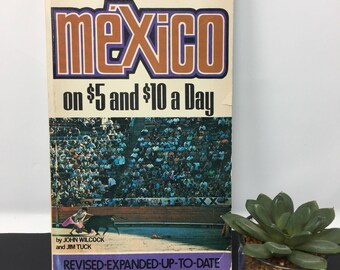 méxico
on $5 and $10 a Day
by JOHN WILCOCK
and JIM TUCK
REVISED-EXPANDED-UP-TO-DATE